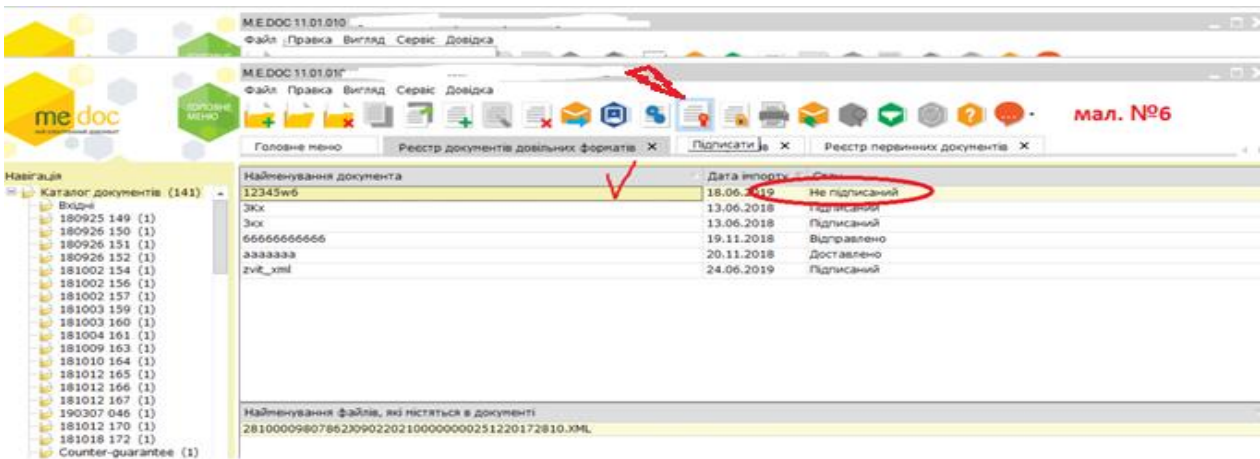 M.E.DOC 11.01.010
Файл Правка Вигляд Сервіс Довідка
M.E.DOC 11.01.010
Файл Правка Вигляд Сервіс Довідка
me doc
ГОЛОВНЕ МЕНЮ
мал. №6
Головне меню
Реєстр документів довільних форматів X
Підписати
X
Реєстр первинних документів X
Навігація
Каталог документів (141)
Вхідні
180925 149 (1)
180926 150 (1)
180926 151 (1)
180926 152 (1)
181002 154 (1)
181002 156 (1)
181002 157 (1)
181003 159 (1)
181003 160 (1)
181004 161 (1)
181009 163 (1)
181010 164 (1)
181012 165 (1)
181012 166 (1)
181012 167 (1)
190307 046 (1)
181012 170 (1)
181018 172 (1)
Counter-guarantee (1)
Найменування документа Дата імпорту Стан
12345w6 18.06.2019 Не підписаний
ЗКх 13.06.2018 Підписаний
Зкх 13.06.2018 Підписаний
66666666666 19.11.2018 Відправлено
ааааааа 20.11.2018 Доставлено
zvit_xml 24.06.2019 Підписаний
Найменування файлів, які містяться в документі